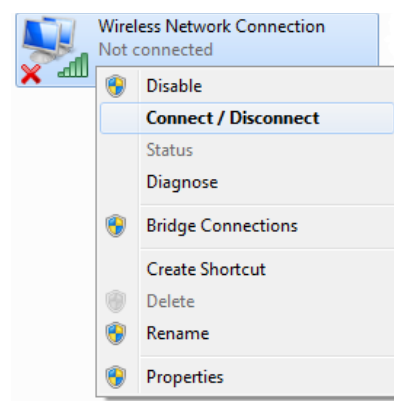 Wireless Network Connection
Not connected
Disable
Connect / Disconnect
Status
Diagnose
Bridge Connections
Create Shortcut
Delete
Rename
Properties